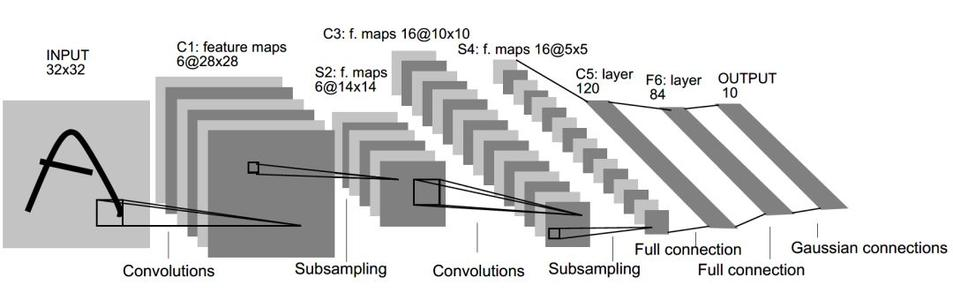 INPUT
32x32
C1: feature maps
6@28x28
S2: f. maps
6@14x14
C3: f. maps 16@10x10
S4: f. maps 16@5x5
C5: layer
120
F6: layer
84
OUTPUT
10
Convolutions
Subsampling
Convolutions
Subsampling
Full connection
Full connection
Gaussian connections